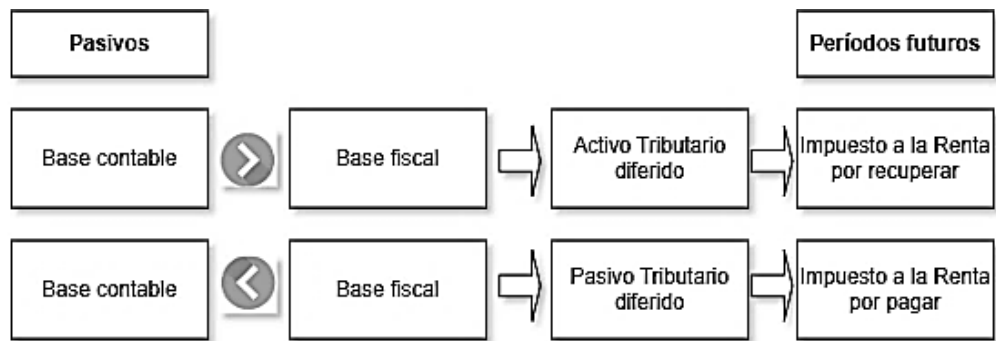 Pasivos
Períodos futuros
Base contable
Base fiscal
Activo Tributario
diferido
Impuesto a la Renta
por recuperar
Base contable
Base fiscal
Pasivo Tributario
diferido
Impuesto a la Renta
por pagar